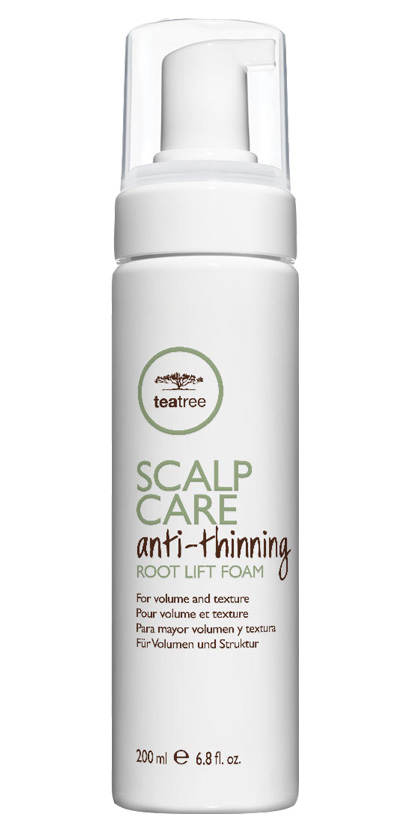 teatree
SCALP
CARE
anti-thinning
ROOT LIFT FOAM
For volume and texture
Pour volume et texture
Para mayor volumen y textura
Für Volumen und Struktur
200 ml ℮ 6.8 fl. oz.